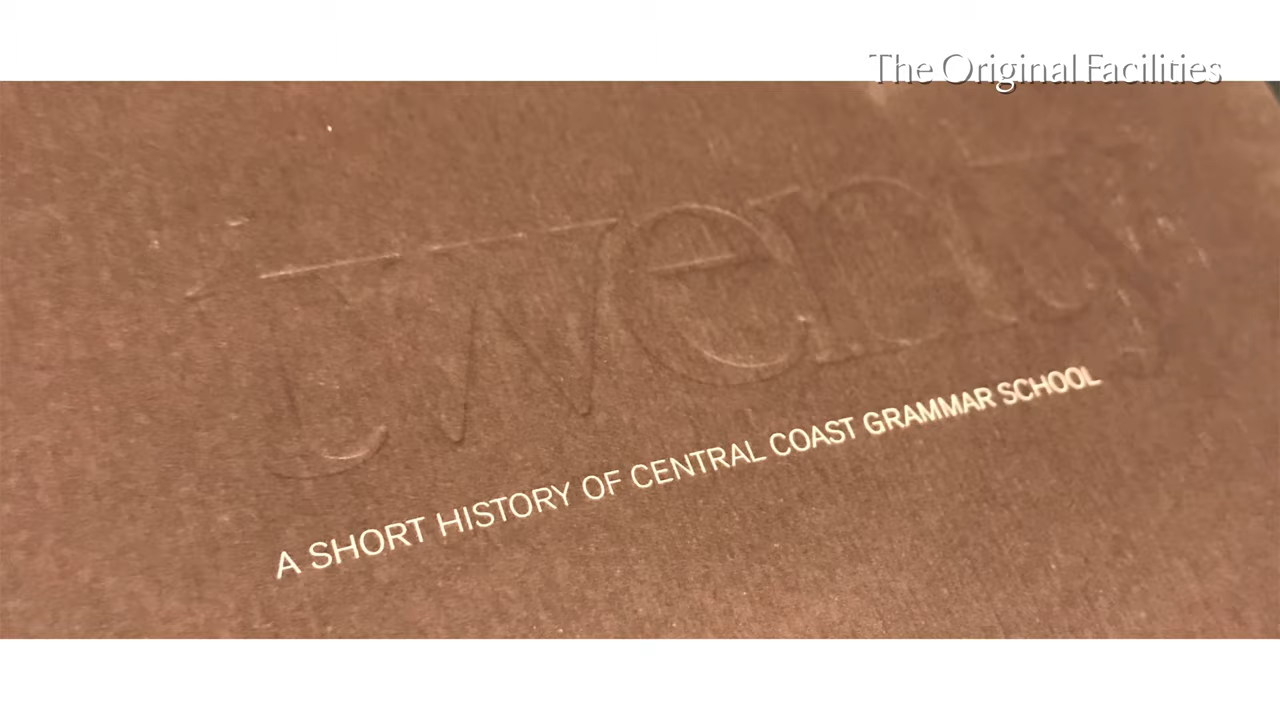 The Original Facilities
twenty
A SHORT HISTORY OF CENTRAL COAST GRAMMAR SCHOOL